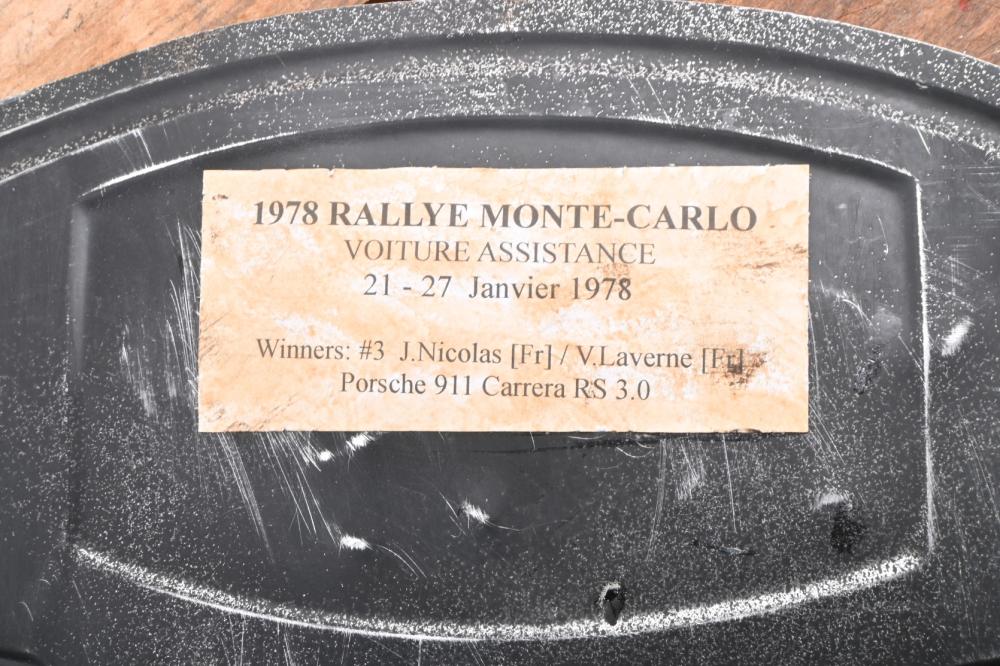 1978 RALLYE MONTE-CARLO
VOITURE ASSISTANCE
21 - 27 Janvier 1978
Winners: #3 J.Nicolas [Fr] / V.Laverne [Fr]
Porsche 911 Carrera RS 3.0